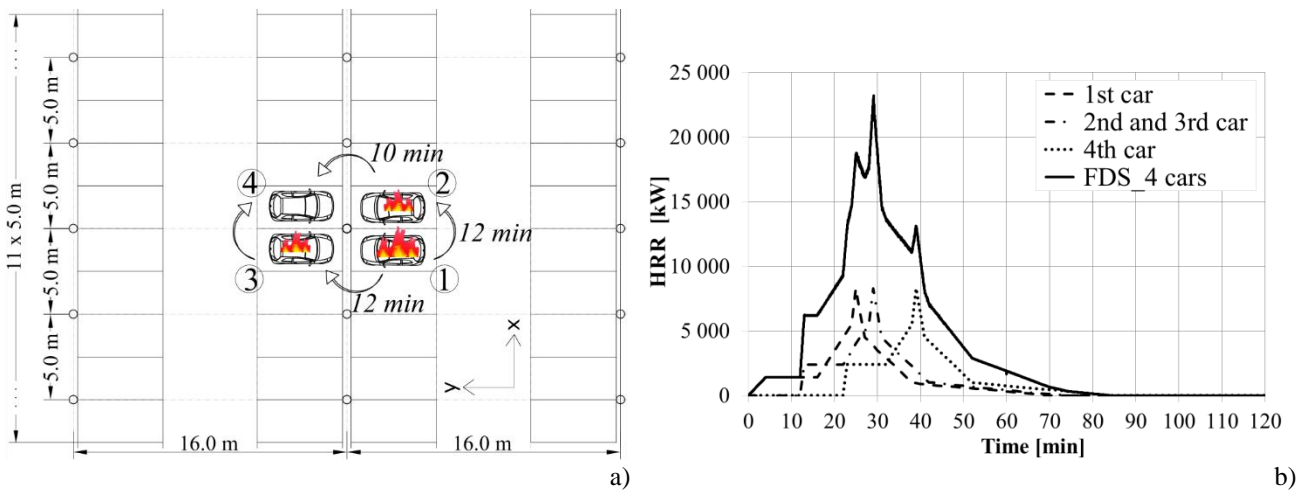 11 x 5.0 m
5.0 m
5.0 m
5.0 m
5.0 m
10 min
4
2
12 min
3
1
12 min
x
y
16.0 m
16.0 m
a)
25 000
20 000
15 000
10 000
5 000
0
HRR [kW]
1st car
2nd and 3rd car
4th car
FDS_4 cars
0 10 20 30 40 50 60 70 80 90 100 110 120
Time [min]
b)